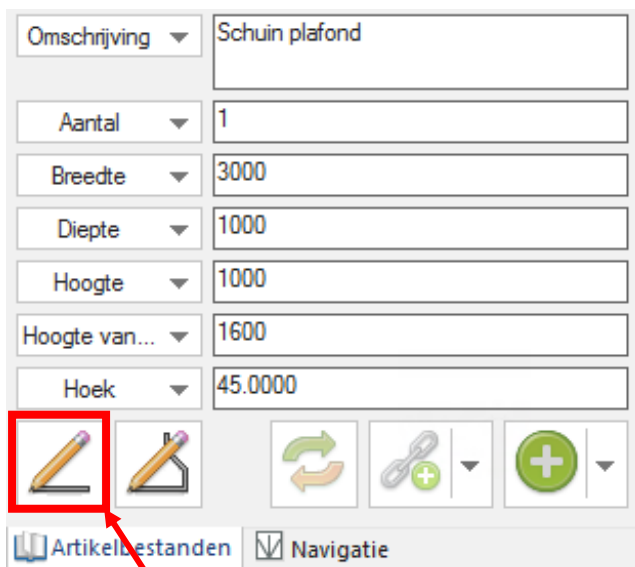 Omschrijving Schuin plafond
Aantal 1
Breedte 3000
Diepte 1000
Hoogte 1000
Hoogte van... 1600
Hoek 45.0000
Artikelbestanden Navigatie